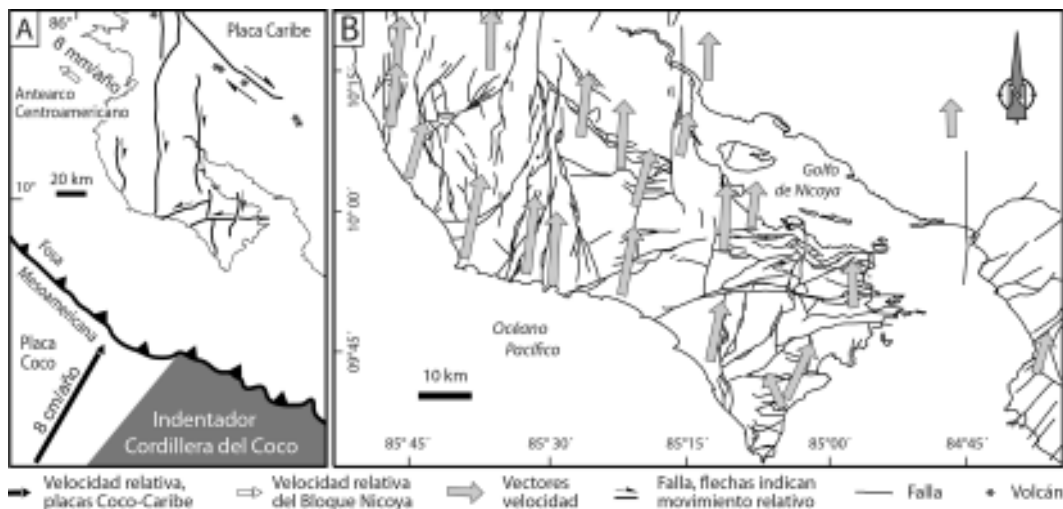 A
86°
Placa Caribe
8 mm/año
Antearco
Centroamericano
20 km
10°
Fosa
Mesoamericana
Placa
Coco
8 cm/año
Indentador
Cordillera del Coco
B
10°15´
10°00´
09°45´
Golfo
de Nicoya
Océano
Pacífico
10 km
85°45´
85°30´
85°15´
85°00´
84°45´
Velocidad relativa,
placas Coco-Caribe
Velocidad relativa
del Bloque Nicoya
Vectores
velocidad
Falla, flechas indican
movimiento relativo
Falla
Volcán